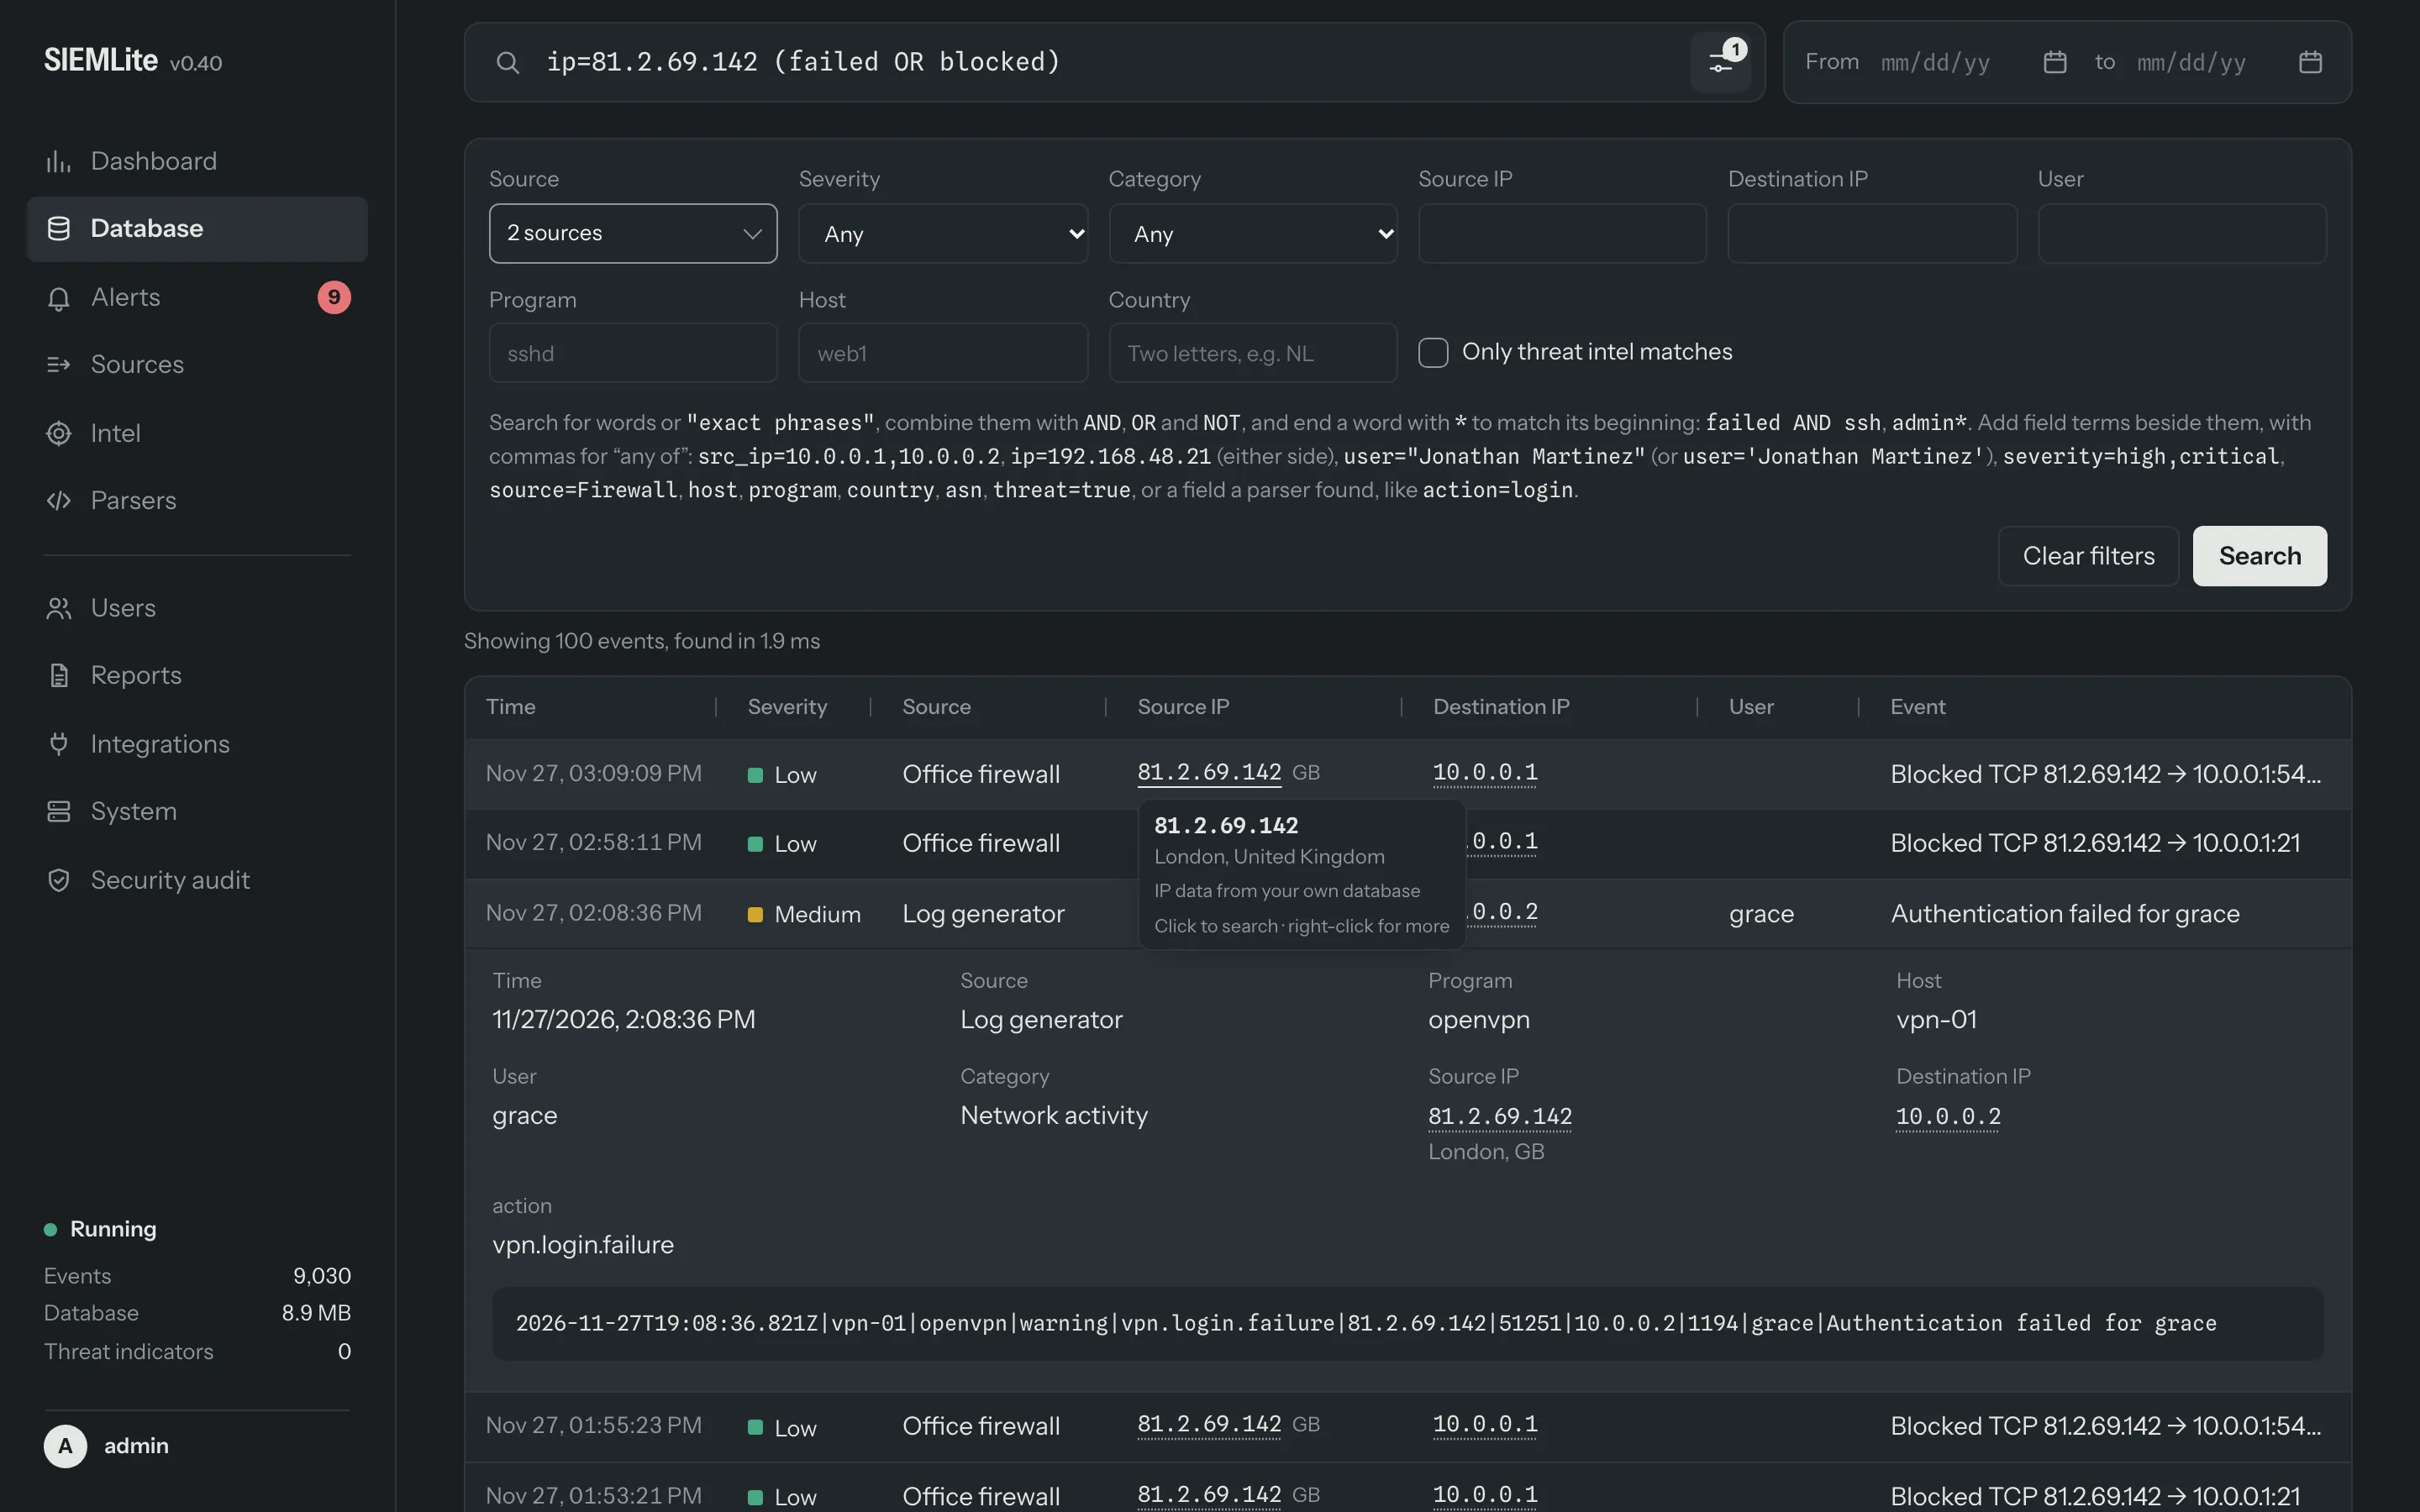 SIEMLite v0.40
Dashboard
Database
Alerts 9
Sources
Intel
Parsers
Users
Reports
Integrations
System
Security audit
Running
Events 9,030
Database 8.9 MB
Threat indicators 0
A admin
ip=81.2.69.142 (failed OR blocked) 1
From mm/dd/yy to mm/dd/yy
Source Severity Category Source IP Destination IP User
2 sources Any Any
Program Host Country
sshd web1 Two letters, e.g. NL Only threat intel matches
Search for words or "exact phrases", combine them with AND, OR and NOT, and end a word with * to match its beginning: failed AND ssh, admin*. Add field terms beside them, with
commas for “any of”: src_ip=10.0.0.1,10.0.0.2, ip=192.168.48.21 (either side), user="Jonathan Martinez" (or user='Jonathan Martinez'), severity=high,critical,
source=Firewall, host, program, country, asn, threat=true, or a field a parser found, like action=login.
Clear filters Search
Showing 100 events, found in 1.9 ms
Time Severity Source Source IP Destination IP User Event
Nov 27, 03:09:09 PM Low Office firewall 81.2.69.142 GB 10.0.0.1 Blocked TCP 81.2.69.142 → 10.0.0.1:54...
Nov 27, 02:58:11 PM Low Office firewall .0.0.1 Blocked TCP 81.2.69.142 → 10.0.0.1:21
Nov 27, 02:08:36 PM Medium Log generator .0.0.2 grace Authentication failed for grace
81.2.69.142
London, United Kingdom
IP data from your own database
Click to search · right-click for more
Time Source Program Host
11/27/2026, 2:08:36 PM Log generator openvpn vpn-01
User Category Source IP Destination IP
grace Network activity 81.2.69.142 10.0.0.2
London, GB
action
vpn.login.failure
2026-11-27T19:08:36.821Z|vpn-01|openvpn|warning|vpn.login.failure|81.2.69.142|51251|10.0.0.2|1194|grace|Authentication failed for grace
Nov 27, 01:55:23 PM Low Office firewall 81.2.69.142 GB 10.0.0.1 Blocked TCP 81.2.69.142 → 10.0.0.1:54...
Nov 27, 01:53:21 PM Low Office firewall 81.2.69.142 GB 10.0.0.1 Blocked TCP 81.2.69.142 → 10.0.0.1:21